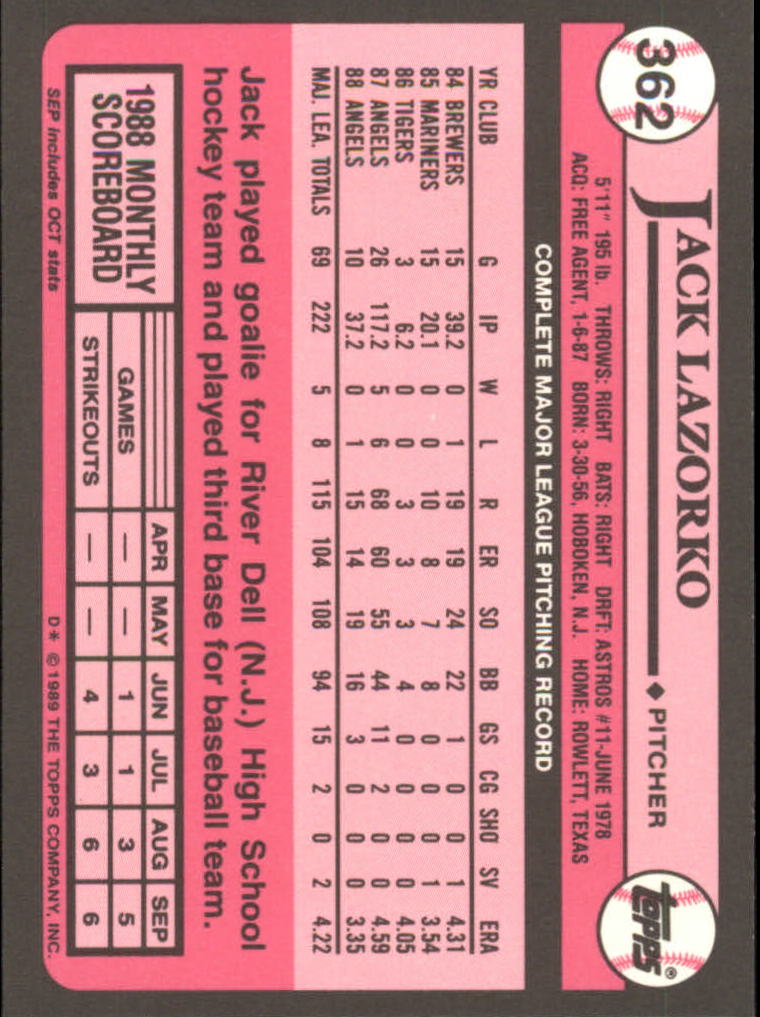 362
JACK LAZORKO ◆ PITCHER
topps®
5'11" 195 lb. THROWS: RIGHT BATS: RIGHT DRFT: ASTROS #11-JUNE 1978
ACQ: FREE AGENT, 1-6-87 BORN: 3-30-56, HOBOKEN, N.J. HOME: ROWLETT, TEXAS
COMPLETE MAJOR LEAGUE PITCHING RECORD
YR CLUB G IP W L R ER SO BB GS CG SHO SV ERA
84 BREWERS 15 39.2 0 1 19 19 24 22 1 0 0 1 4.31
85 MARINERS 15 20.1 0 0 10 8 7 8 0 0 0 1 3.54
86 TIGERS 3 6.2 0 0 3 3 3 4 0 0 0 0 4.05
87 ANGELS 26 117.2 5 6 68 60 55 44 11 2 0 0 4.59
88 ANGELS 10 37.2 0 1 15 14 19 16 3 0 0 0 3.35
MAJ. LEA. TOTALS 69 222 5 8 115 104 108 94 15 2 0 2 4.22
Jack played goalie for River Dell (N.J.) High School
hockey team and played third base for baseball team.
1988 MONTHLY
SCOREBOARD
APR MAY JUN JUL AUG SEP
GAMES — — 1 1 3 5
STRIKEOUTS — — 4 3 6 6
SEP includes OCT stats
D* © 1989 THE TOPPS COMPANY, INC.